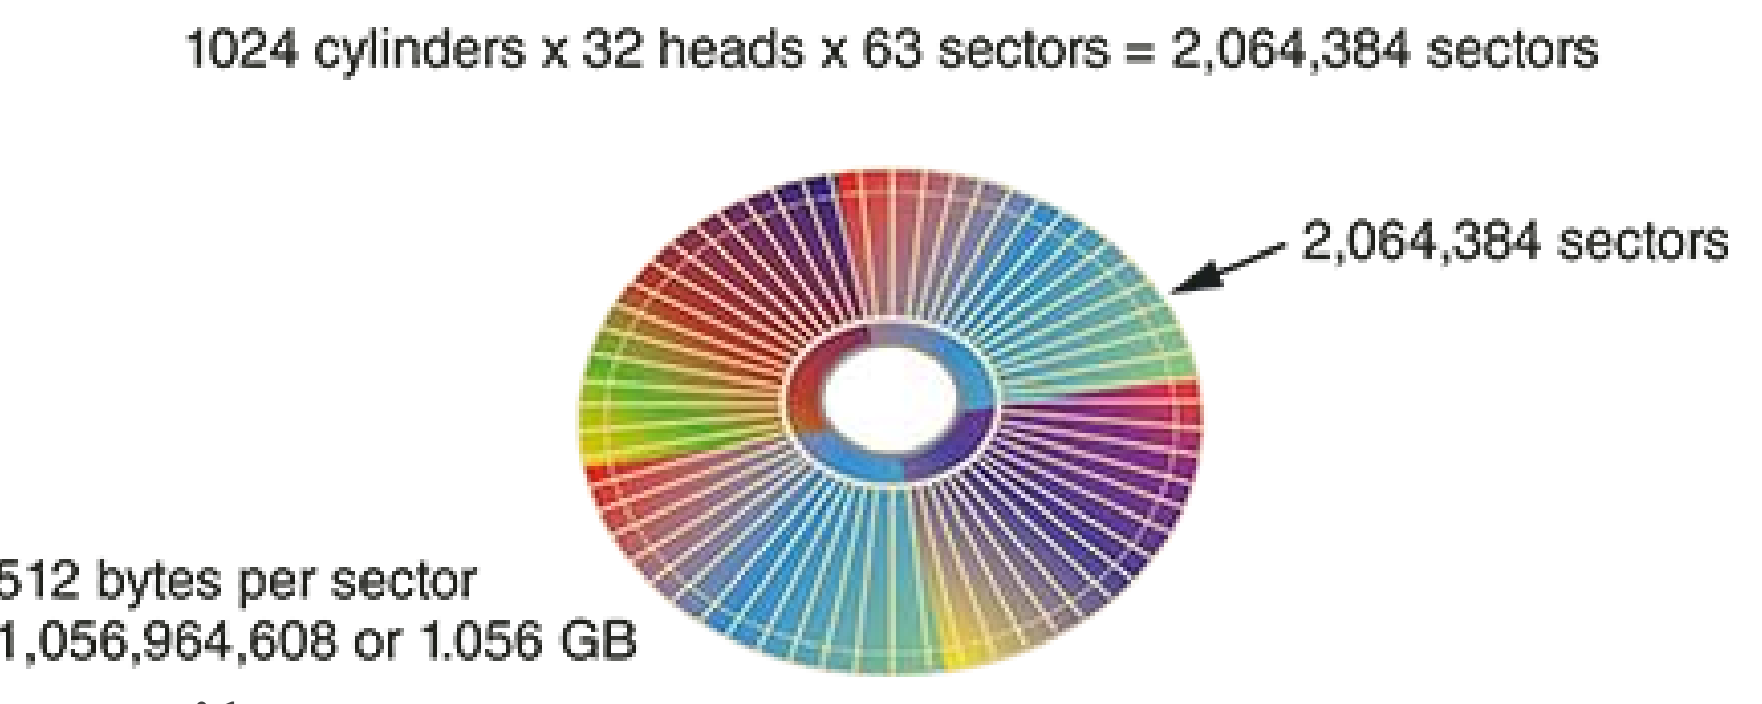 1024 cylinders x 32 heads x 63 sectors = 2,064,384 sectors
2,064,384 sectors
512 bytes per sector
1,056,964,608 or 1.056 GB